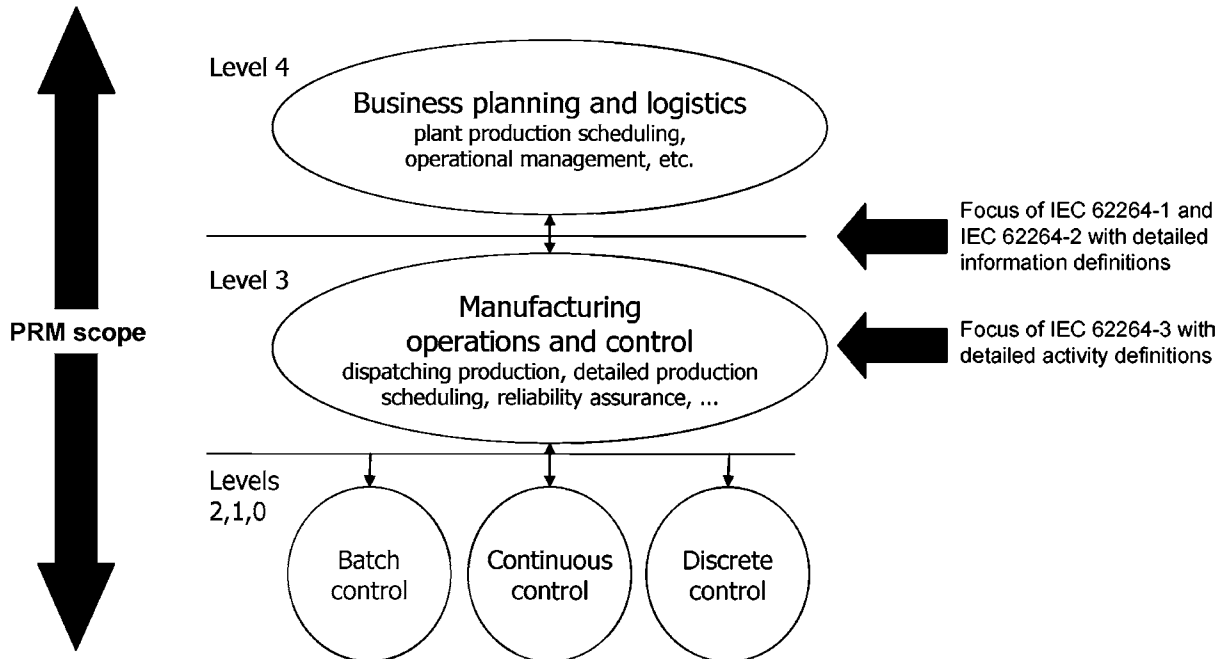 Level 4
Business planning and logistics
plant production scheduling,
operational management, etc.
Focus of IEC 62264-1 and
IEC 62264-2 with detailed
information definitions
Level 3
Manufacturing
operations and control
dispatching production, detailed production
scheduling, reliability assurance, ...
PRM scope
Focus of IEC 62264-3 with
detailed activity definitions
Levels
2,1,0
Batch
control
Continuous
control
Discrete
control